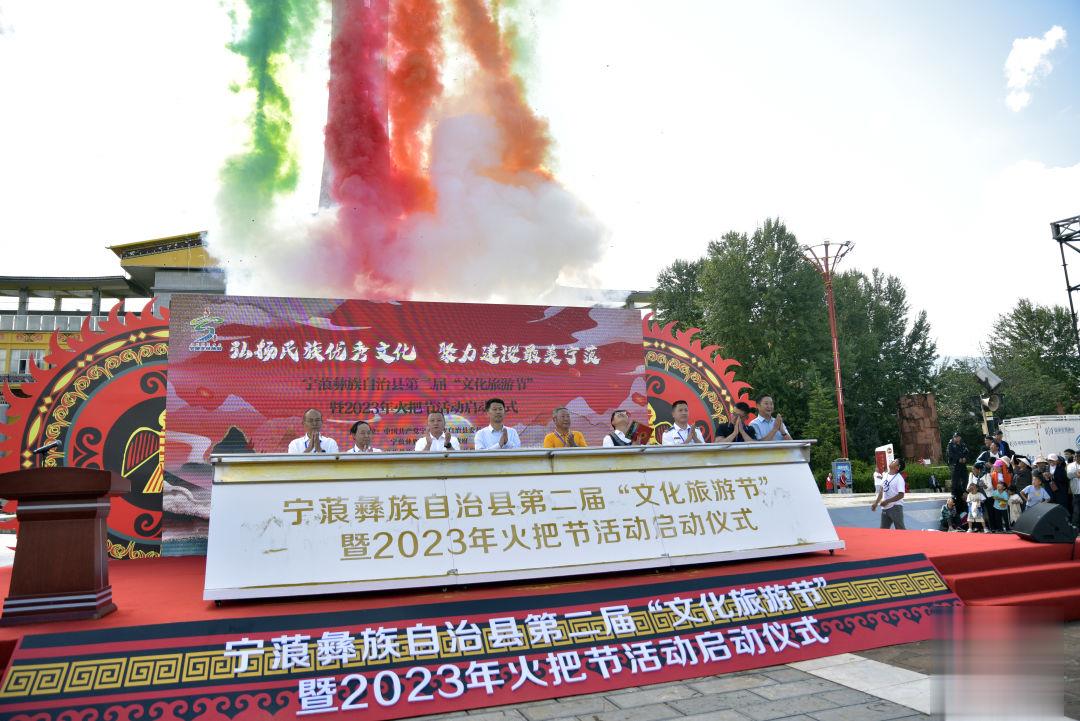 弘扬民族优秀文化 聚力建设最美宁蒗
宁蒗彝族自治县第二届“文化旅游节”
暨2023年火把节活动启动仪式
宁蒗彝族自治县第二届“文化旅游节”
暨2023年火把节活动启动仪式
宁蒗彝族自治县第二届“文化旅游节”
暨2023年火把节活动启动仪式